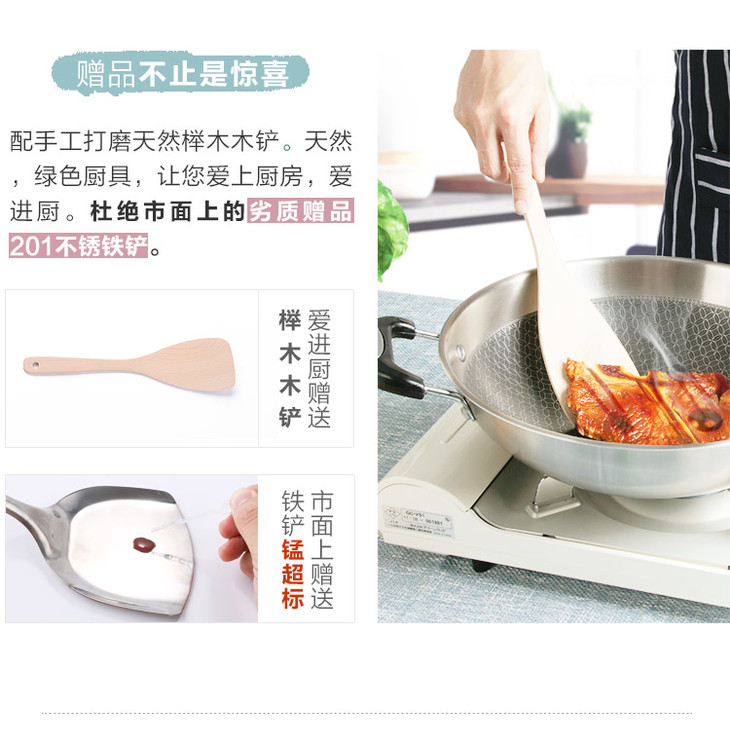 赠品不止是惊喜
配手工打磨天然榉木木铲。天然
，绿色厨具，让您爱上厨房，爱
进厨。杜绝市面上的劣质赠品
201不锈铁铲。
爱进厨赠送
榉木木铲
市面上赠送
铁铲锰超标